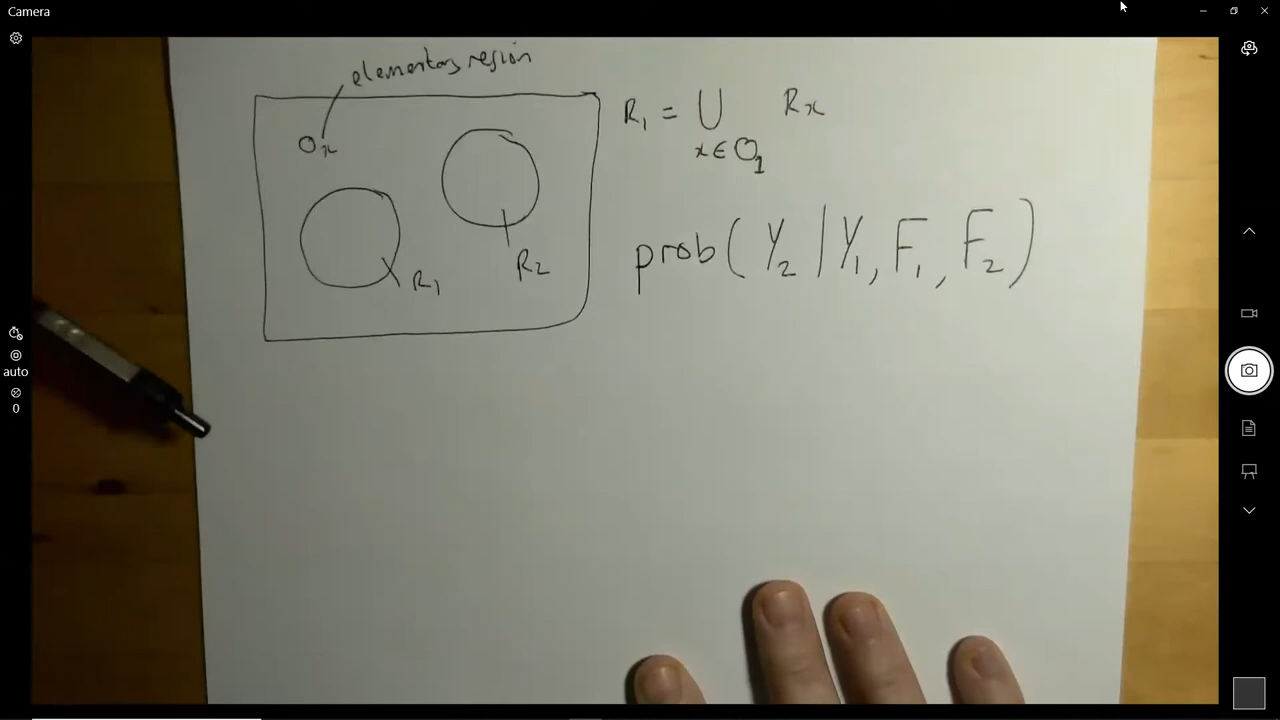 Camera
elementary region
x
R₁ = ⋃ Rx
x ∈ O₁
prob(Y₂ | Y₁, F₁, F₂)
R₂
R₁
auto
0